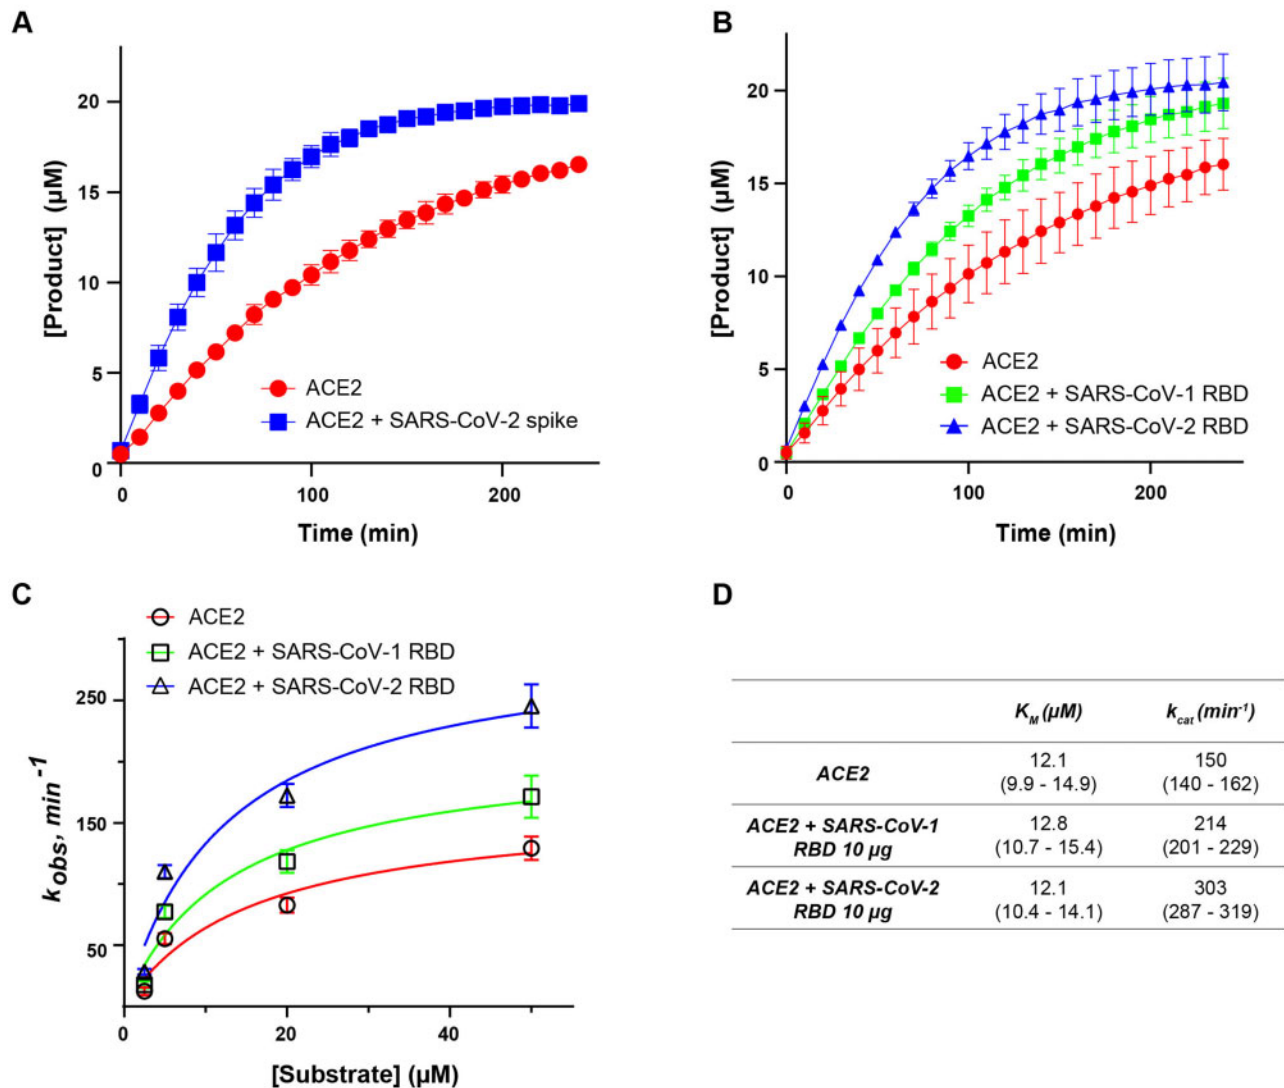 A
[Product] (µM)
20
15
10
5
0
0
100
200
Time (min)
ACE2
ACE2 + SARS-CoV-2 spike
B
[Product] (µM)
20
15
10
5
0
0
100
200
Time (min)
ACE2
ACE2 + SARS-CoV-1 RBD
ACE2 + SARS-CoV-2 RBD
C
ACE2
ACE2 + SARS-CoV-1 RBD
ACE2 + SARS-CoV-2 RBD
k obs, min -1
250
150
50
0
20
40
[Substrate] (µM)
D
K_M (µM) k_cat (min⁻¹)
ACE2 12.1 150
(9.9 - 14.9) (140 - 162)
ACE2 + SARS-CoV-1 12.8 214
RBD 10 µg (10.7 - 15.4) (201 - 229)
ACE2 + SARS-CoV-2 12.1 303
RBD 10 µg (10.4 - 14.1) (287 - 319)